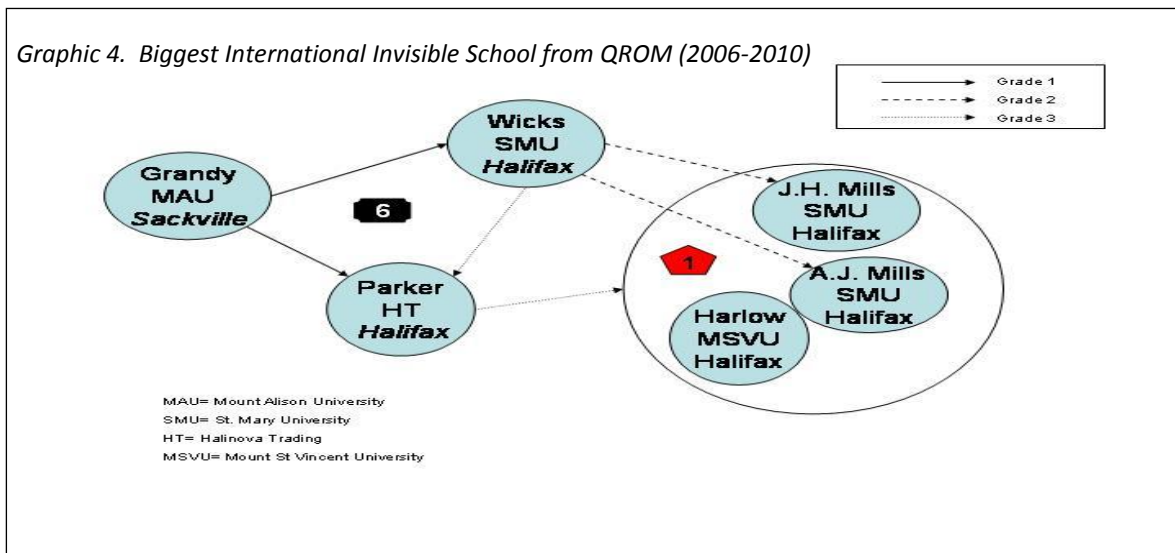 Graphic 4. Biggest International Invisible School from QROM (2006-2010)
Grade 1
Grade 2
Grade 3
Wicks
SMU
Halifax
Grandy
MAU
Sackville
6
J.H. Mills
SMU
Halifax
1
A.J. Mills
SMU
Halifax
Parker
HT
Halifax
Harlow
MSVU
Halifax
MAU= Mount Alison University
SMU= St. Mary University
HT= Halinova Trading
MSVU= Mount St Vincent University